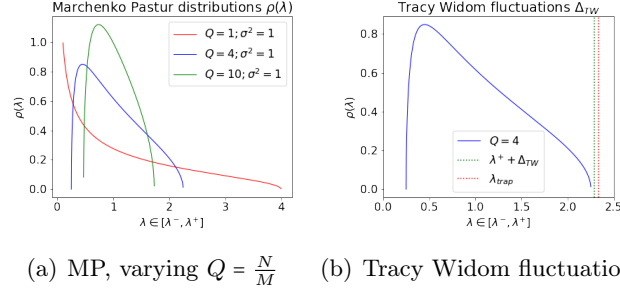 Marchenko Pastur distributions ρ(λ)
ρ(λ)
1.0
0.8
0.6
0.4
0.2
0.0
Q = 1; σ² = 1
Q = 4; σ² = 1
Q = 10; σ² = 1
0 1 2 3 4
λ ∈ [λ⁻, λ⁺]
(a) MP, varying Q = N/M
Tracy Widom fluctuations Δ_TW
ρ(λ)
0.8
0.6
0.4
0.2
0.0
Q = 4
λ⁺ + Δ_TW
λ_trap
0.0 0.5 1.0 1.5 2.0 2.5
λ ∈ [λ⁻, λ⁺]
(b) Tracy Widom fluctuatio